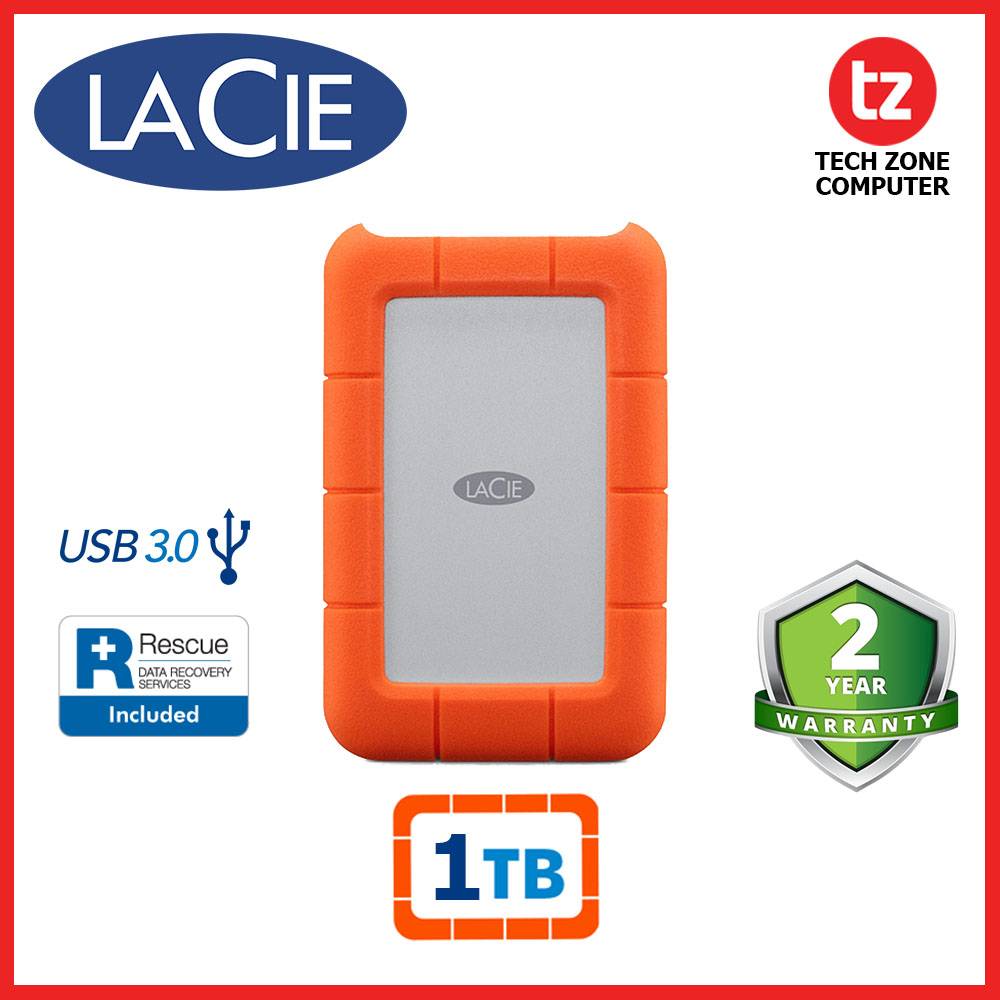 LACIE
tz
TECH ZONE
COMPUTER
LACIE
USB 3.0
R
Rescue
DATA RECOVERY
SERVICES
Included
2
YEAR
WARRANTY
1TB